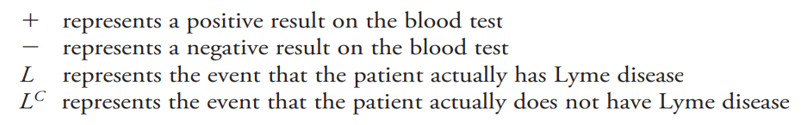 + represents a positive result on the blood test
− represents a negative result on the blood test
L represents the event that the patient actually has Lyme disease
Lᶜ represents the event that the patient actually does not have Lyme disease